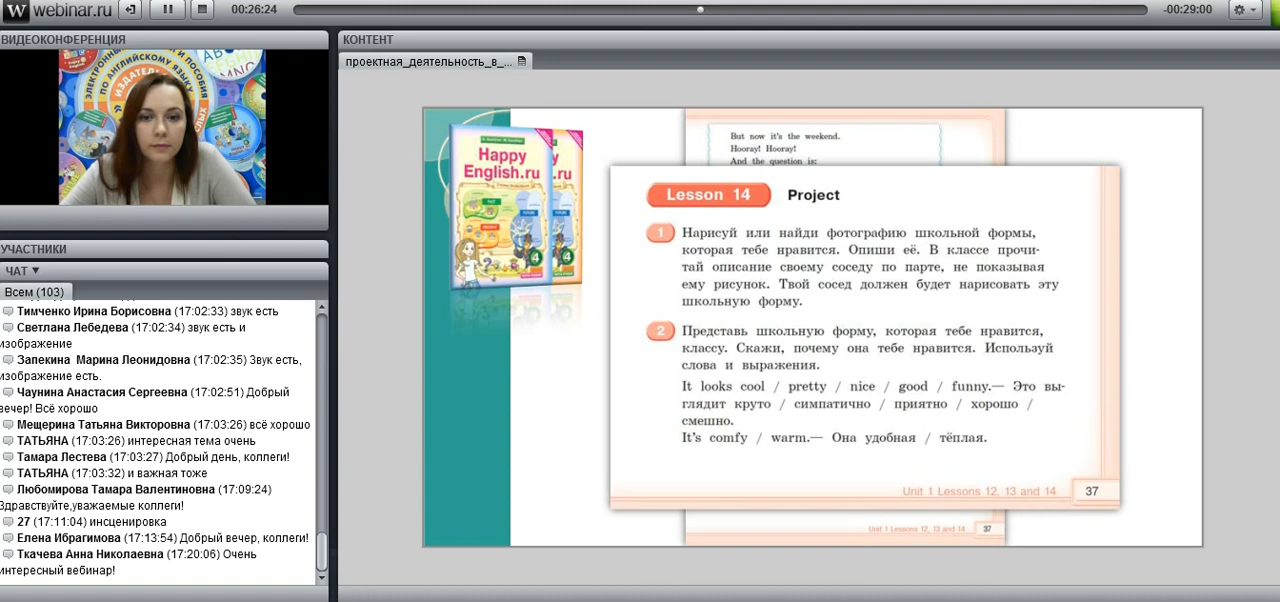 W webinar.ru
00:26:24
-00:29:00
ВИДЕОКОНФЕРЕНЦИЯ
ЭЛЕКТРОННЫЕ
ПОСОБИЯ
ПО АНГЛИЙСКОМУ ЯЗЫКУ
УЧАСТНИКИ
ЧАТ
Всем (103)
Тимченко Ирина Борисовна (17:02:33) звук есть
Светлана Лебедева (17:02:34) звук есть и
изображение
Запекина Марина Леонидовна (17:02:35) Звук есть,
изображение есть.
Чаунина Анастасия Сергеевна (17:02:51) Добрый
вечер! Всё хорошо
Мещерина Татьяна Викторовна (17:03:26) всё хорошо
ТАТЬЯНА (17:03:26) интересная тема очень
Тамара Лестева (17:03:27) Добрый день, коллеги!
ТАТЬЯНА (17:03:32) и важная тоже
Любомирова Тамара Валентиновна (17:09:24)
Здравствуйте,уважаемые коллеги!
27 (17:11:04) инсценировка
Елена Ибрагимова (17:13:54) Добрый вечер, коллеги!
Ткачева Анна Николаевна (17:20:06) Очень
интересный вебинар!
КОНТЕНТ
проектная_деятельность_в_...
Happy
English.ru
.ru
4
4
But now it's the weekend.
Hooray! Hooray!
And the question is:
Lesson 14 Project
1 Нарисуй или найди фотографию школьной формы,
которая тебе нравится. Опиши её. В классе прочи-
тай описание своему соседу по парте, не показывая
ему рисунок. Твой сосед должен будет нарисовать эту
школьную форму.
2 Представь школьную форму, которая тебе нравится,
классу. Скажи, почему она тебе нравится. Используй
слова и выражения.
It looks cool / pretty / nice / good / funny.— Это вы-
глядит круто / симпатично / приятно / хорошо /
смешно.
It's comfy / warm.— Она удобная / тёплая.
Unit 1 Lessons 12, 13 and 14 37
Unit 1 Lessons 12, 13 and 14 37